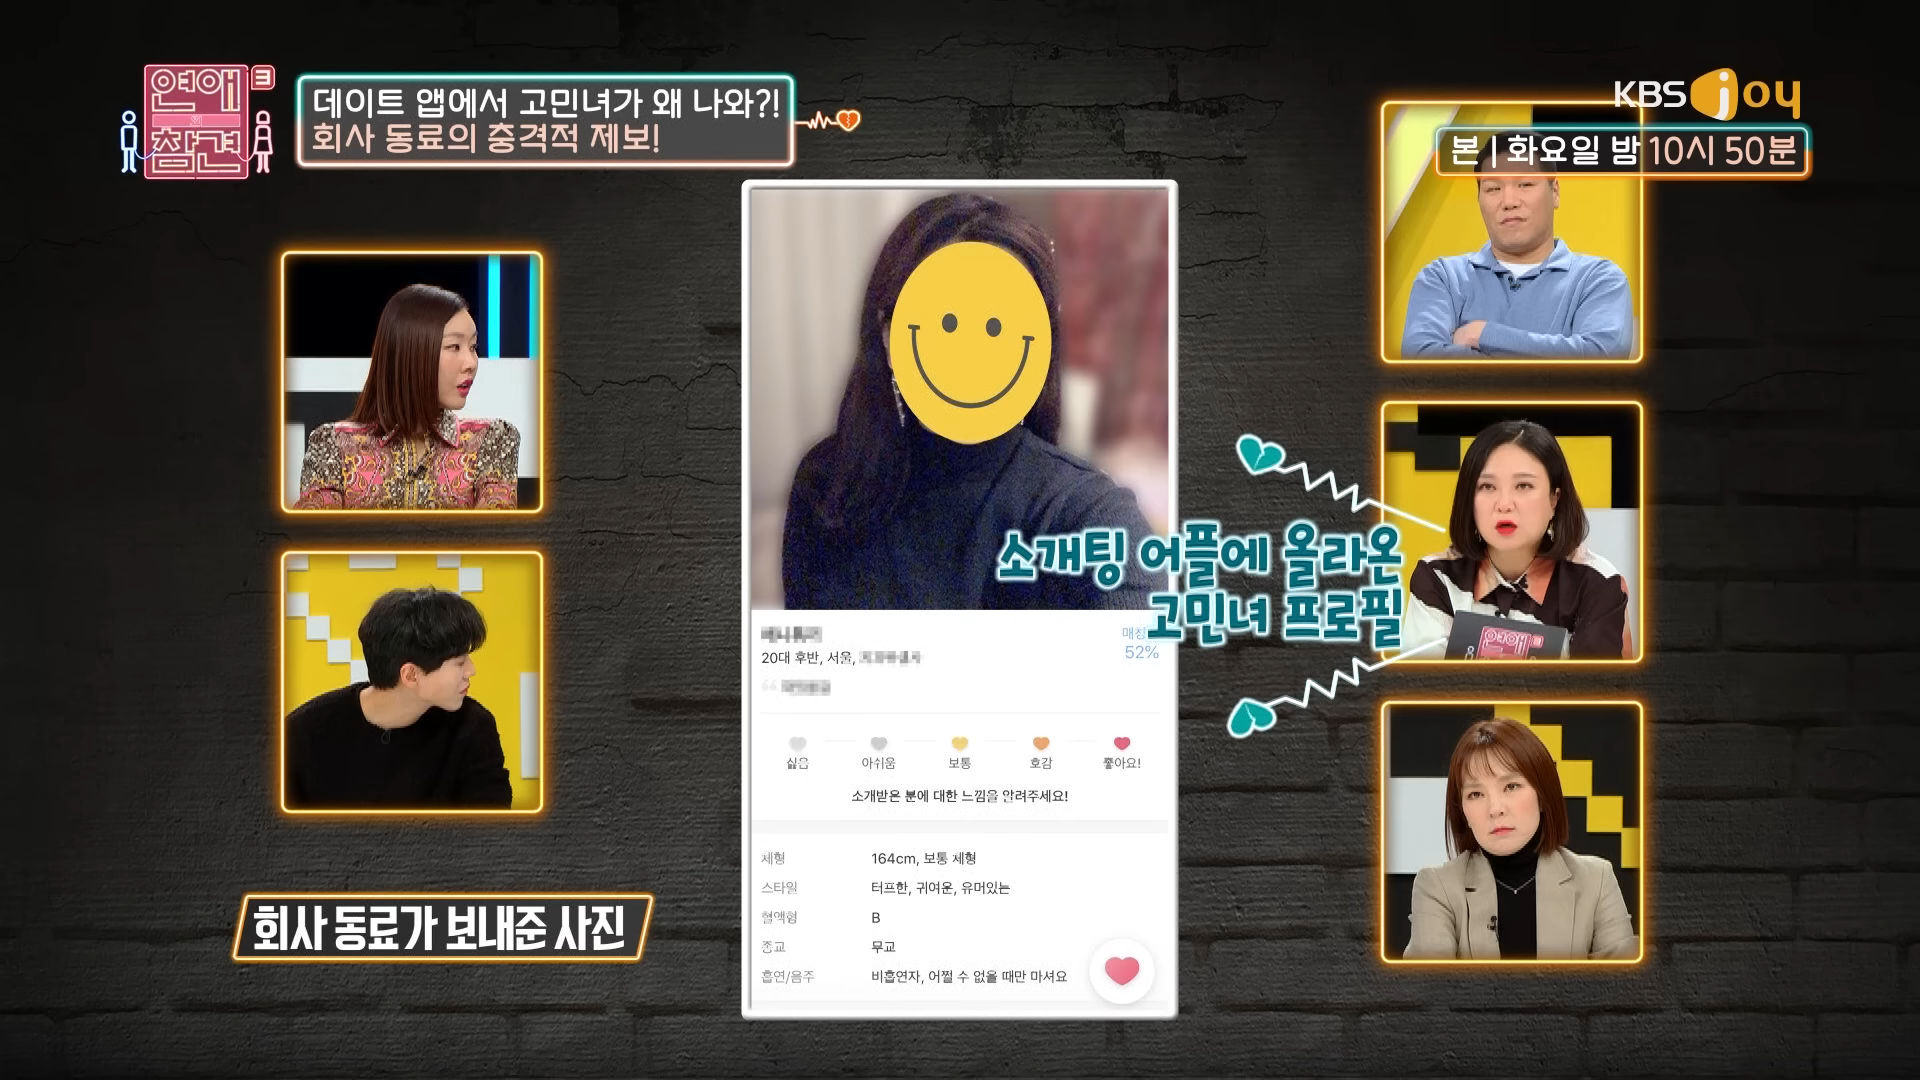 연애
의
참견 3
데이트 앱에서 고민녀가 왜 나와?!
회사 동료의 충격적 제보!
KBS joy
본 | 화요일 밤 10시 50분
소개팅 어플에 올라온
고민녀 프로필
20대 후반, 서울,
매칭
52%
싫음 아쉬움 보통 호감 좋아요!
소개받은 분에 대한 느낌을 알려주세요!
체형 164cm, 보통 체형
스타일 터프한, 귀여운, 유머있는
혈액형 B
종교 무교
흡연/음주 비흡연자, 어쩔 수 없을 때만 마셔요
회사 동료가 보내준 사진
연애